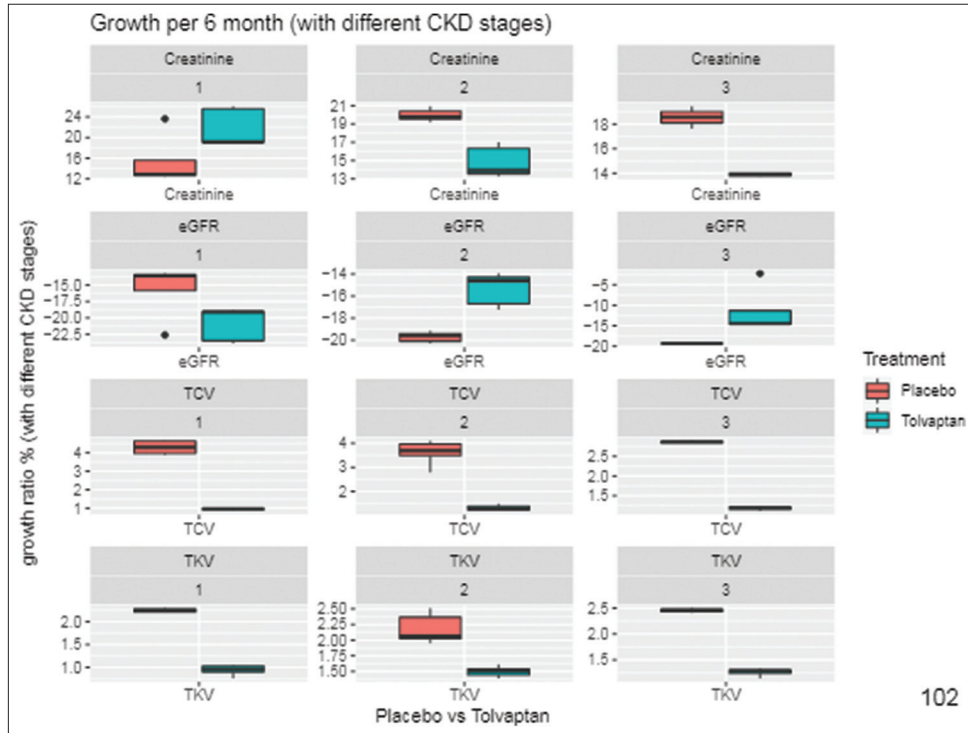 Growth per 6 month (with different CKD stages)
Creatinine Creatinine Creatinine
1 2 3
24 20 16 12
21 19 17 15 13
18 16 14
Creatinine Creatinine Creatinine
eGFR eGFR eGFR
1 2 3
−15.0 −17.5 −20.0 −22.5
−14 −16 −18 −20
−5 −10 −15 −20
eGFR eGFR eGFR
TCV TCV TCV
1 2 3
4 3 2 1
4 3 2
2.5 2.0 1.5
TCV TCV TCV
TKV TKV TKV
1 2 3
2.0 1.5 1.0
2.50 2.25 2.00 1.75 1.50
2.5 2.0 1.5
TKV TKV TKV
Placebo vs Tolvaptan
growth ratio % (with different CKD stages)
Treatment
Placebo
Tolvaptan
102